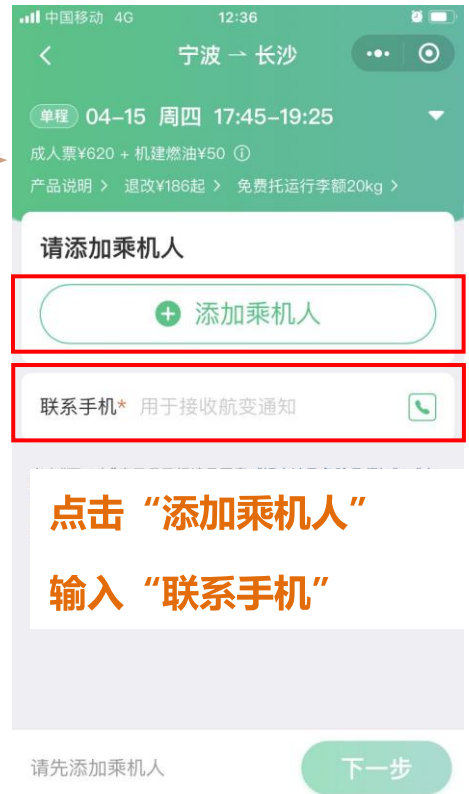 中国移动 4G 12:36
宁波 → 长沙
单程 04-15 周四 17:45-19:25
成人票¥620 + 机建燃油¥50
产品说明 > 退改¥186起 > 免费托运行李额20kg >
请添加乘机人
添加乘机人
联系手机* 用于接收航变通知
点击“添加乘机人”
输入“联系手机”
请先添加乘机人 下一步